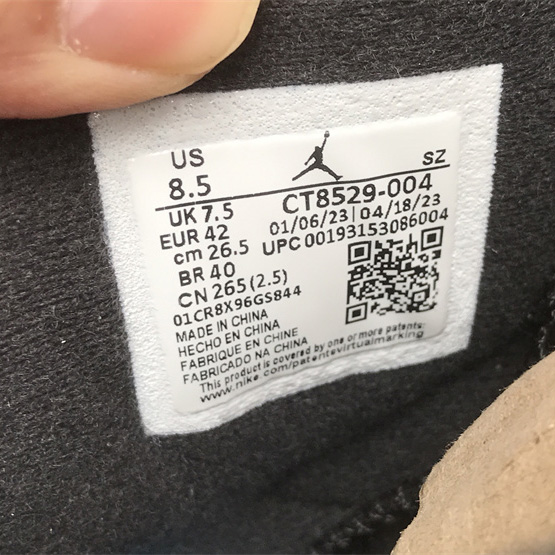 US
8.5
SZ
UK 7.5
EUR 42
cm 26.5
BR 40
CN 265 (2.5)
CT8529-004
01/06/23 | 04/18/23
UPC 00193153086004
01CR8X96GS844
MADE IN CHINA
HECHO EN CHINA
FABRIQUE EN CHINE
FABRICADO NA CHINA
This product is covered by one or more patents:
www.nike.com/patentsvirtualmarking